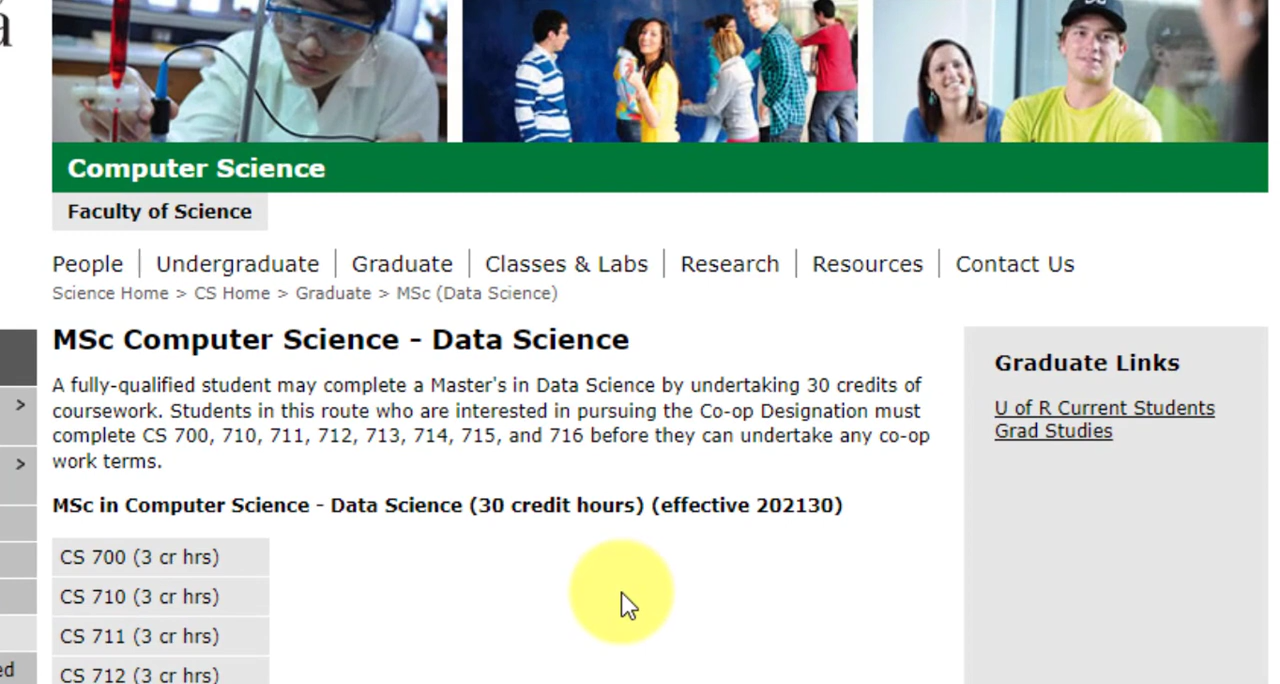 Computer Science
Faculty of Science
People | Undergraduate | Graduate | Classes & Labs | Research | Resources | Contact Us
Science Home > CS Home > Graduate > MSc (Data Science)
MSc Computer Science - Data Science
A fully-qualified student may complete a Master's in Data Science by undertaking 30 credits of
coursework. Students in this route who are interested in pursuing the Co-op Designation must
complete CS 700, 710, 711, 712, 713, 714, 715, and 716 before they can undertake any co-op
work terms.
MSc in Computer Science - Data Science (30 credit hours) (effective 202130)
CS 700 (3 cr hrs)
CS 710 (3 cr hrs)
CS 711 (3 cr hrs)
CS 712 (3 cr hrs)
Graduate Links
U of R Current Students
Grad Studies